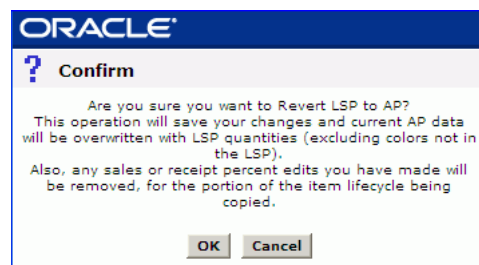 ORACLE
? Confirm
Are you sure you want to Revert LSP to AP?
This operation will save your changes and current AP data
will be overwritten with LSP quantities (excluding colors not in
the LSP).
Also, any sales or receipt percent edits you have made will
be removed, for the portion of the item lifecycle being
copied.
OK Cancel